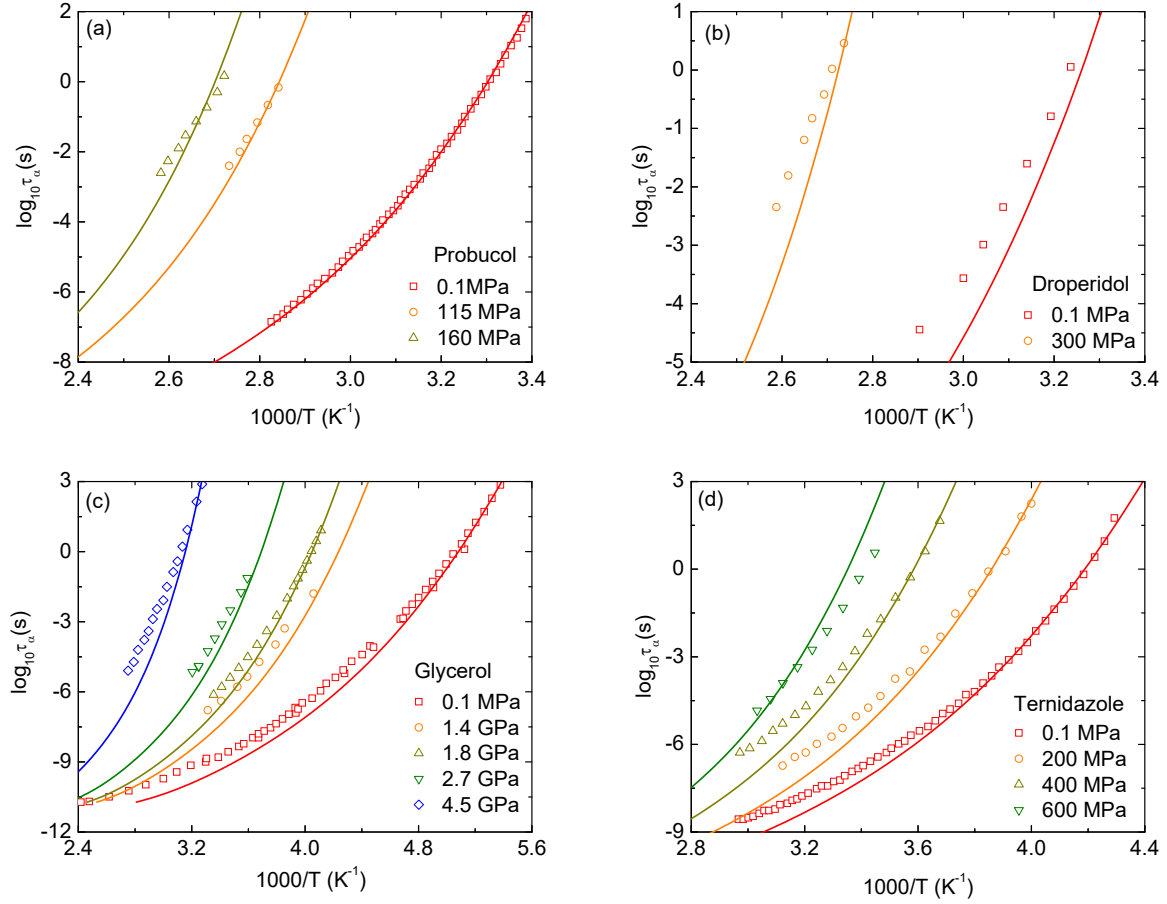 (a)
2
0
-2
-4
-6
-8
log₁₀τα(s)
Probucol
0.1MPa
115 MPa
160 MPa
2.4 2.6 2.8 3.0 3.2 3.4
1000/T (K⁻¹)
(b)
1
0
-1
-2
-3
-4
-5
log₁₀τα(s)
Droperidol
0.1 MPa
300 MPa
2.4 2.6 2.8 3.0 3.2 3.4
1000/T (K⁻¹)
(c)
3
0
-3
-6
-9
-12
log₁₀τα(s)
Glycerol
0.1 MPa
1.4 GPa
1.8 GPa
2.7 GPa
4.5 GPa
2.4 3.2 4.0 4.8 5.6
1000/T (K⁻¹)
(d)
3
0
-3
-6
-9
log₁₀τα(s)
Ternidazole
0.1 MPa
200 MPa
400 MPa
600 MPa
2.8 3.2 3.6 4.0 4.4
1000/T (K⁻¹)